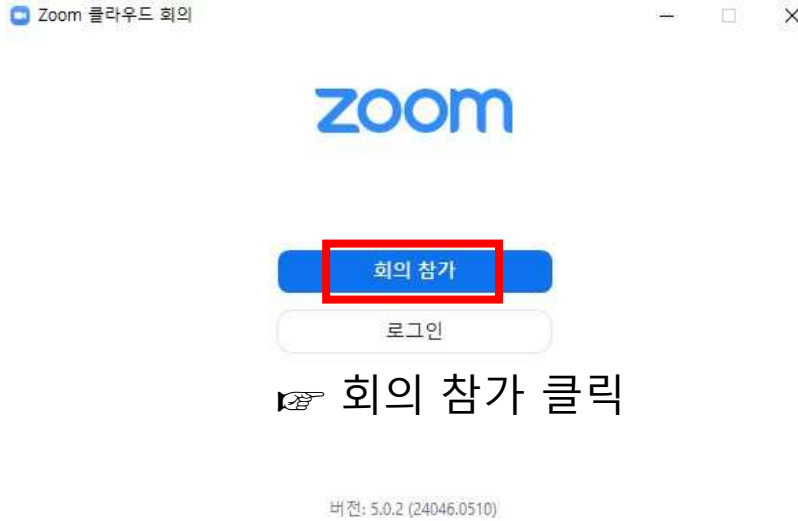 Zoom 클라우드 회의
zoom
회의 참가
로그인
☞ 회의 참가 클릭
버전: 5.0.2 (24046.0510)